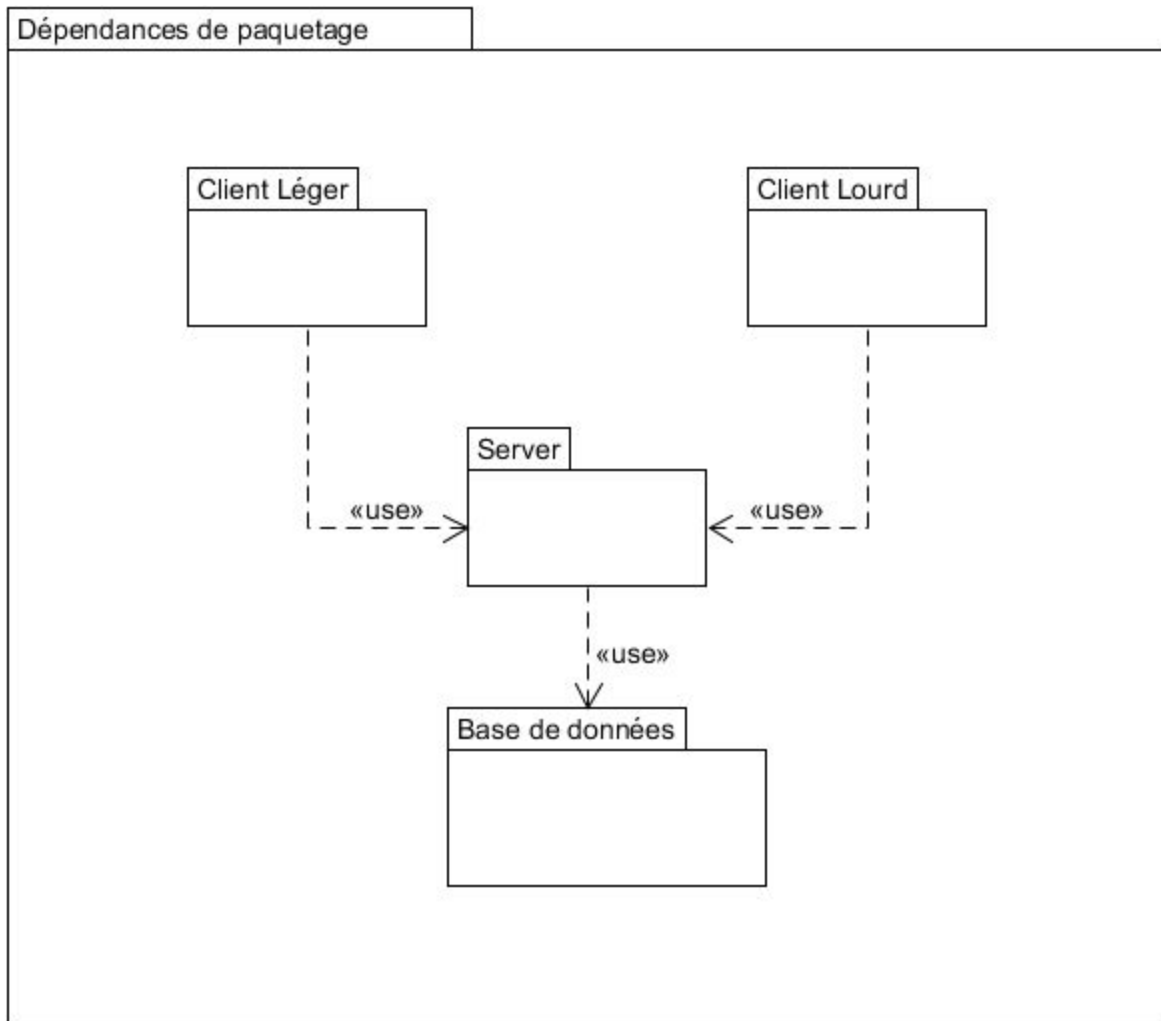 Dépendances de paquetage
Client Léger
Client Lourd
Server
«use»
«use»
«use»
Base de données